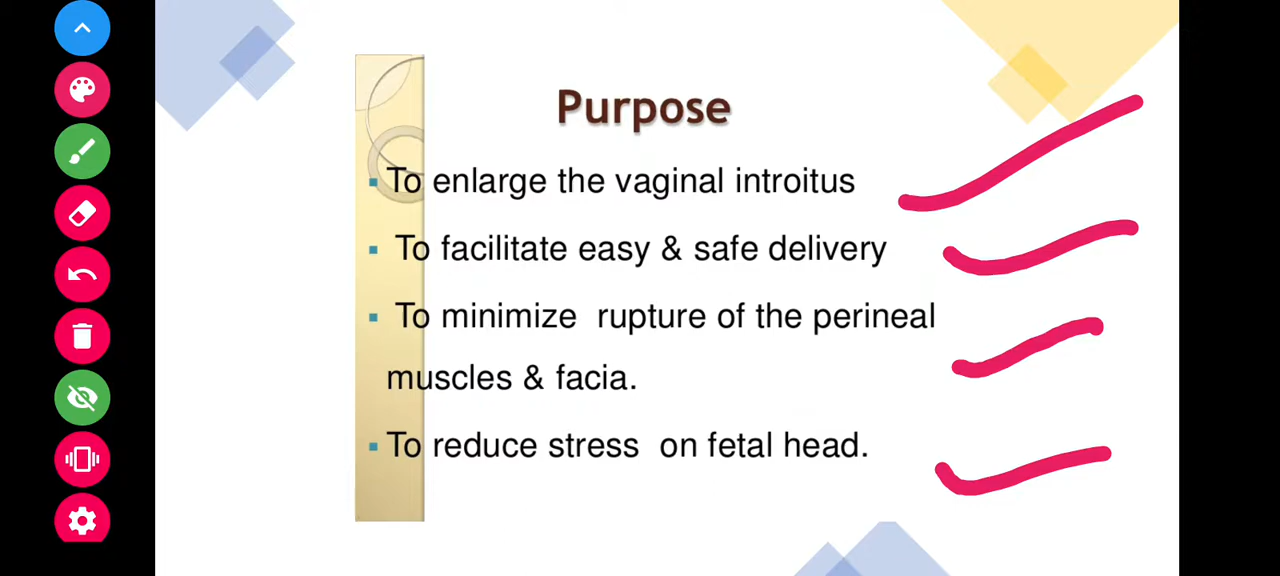 Purpose
▪ To enlarge the vaginal introitus
▪ To facilitate easy & safe delivery
▪ To minimize rupture of the perineal
muscles & facia.
▪ To reduce stress on fetal head.